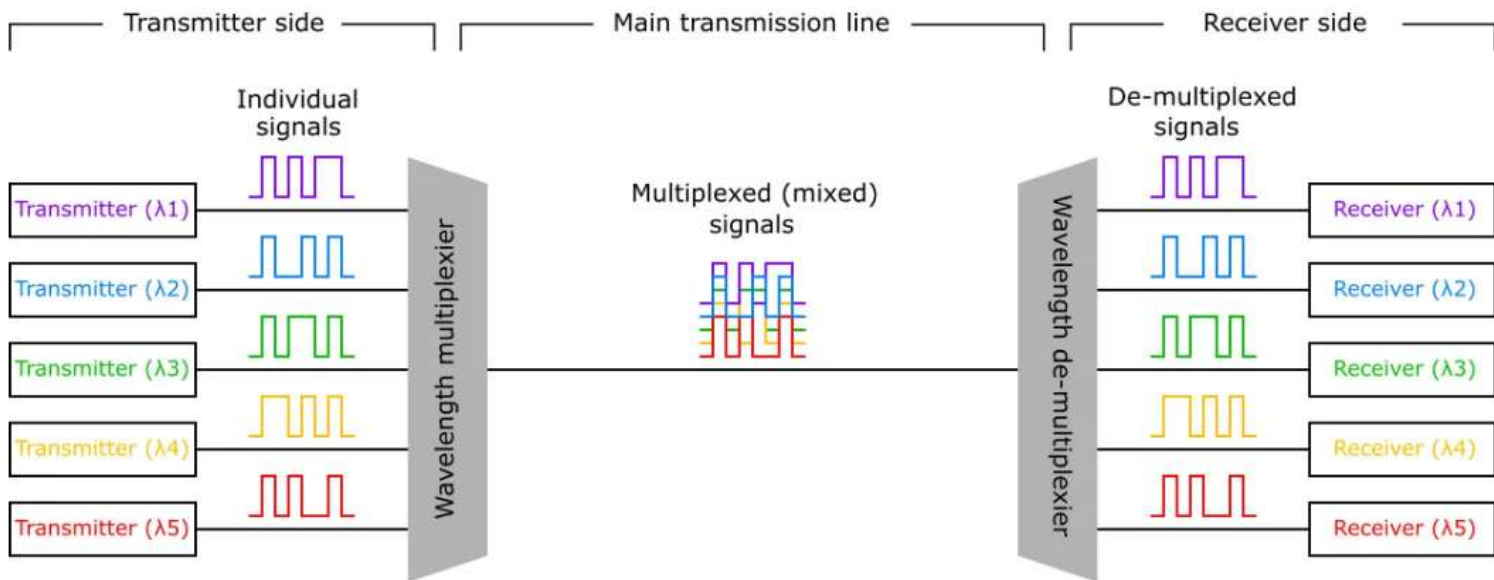 Transmitter side
Main transmission line
Receiver side
Individual
signals
De-multiplexed
signals
Multiplexed (mixed)
signals
Transmitter (λ1)
Transmitter (λ2)
Transmitter (λ3)
Transmitter (λ4)
Transmitter (λ5)
Wavelength multiplexier
Wavelength de-multiplexier
Receiver (λ1)
Receiver (λ2)
Receiver (λ3)
Receiver (λ4)
Receiver (λ5)